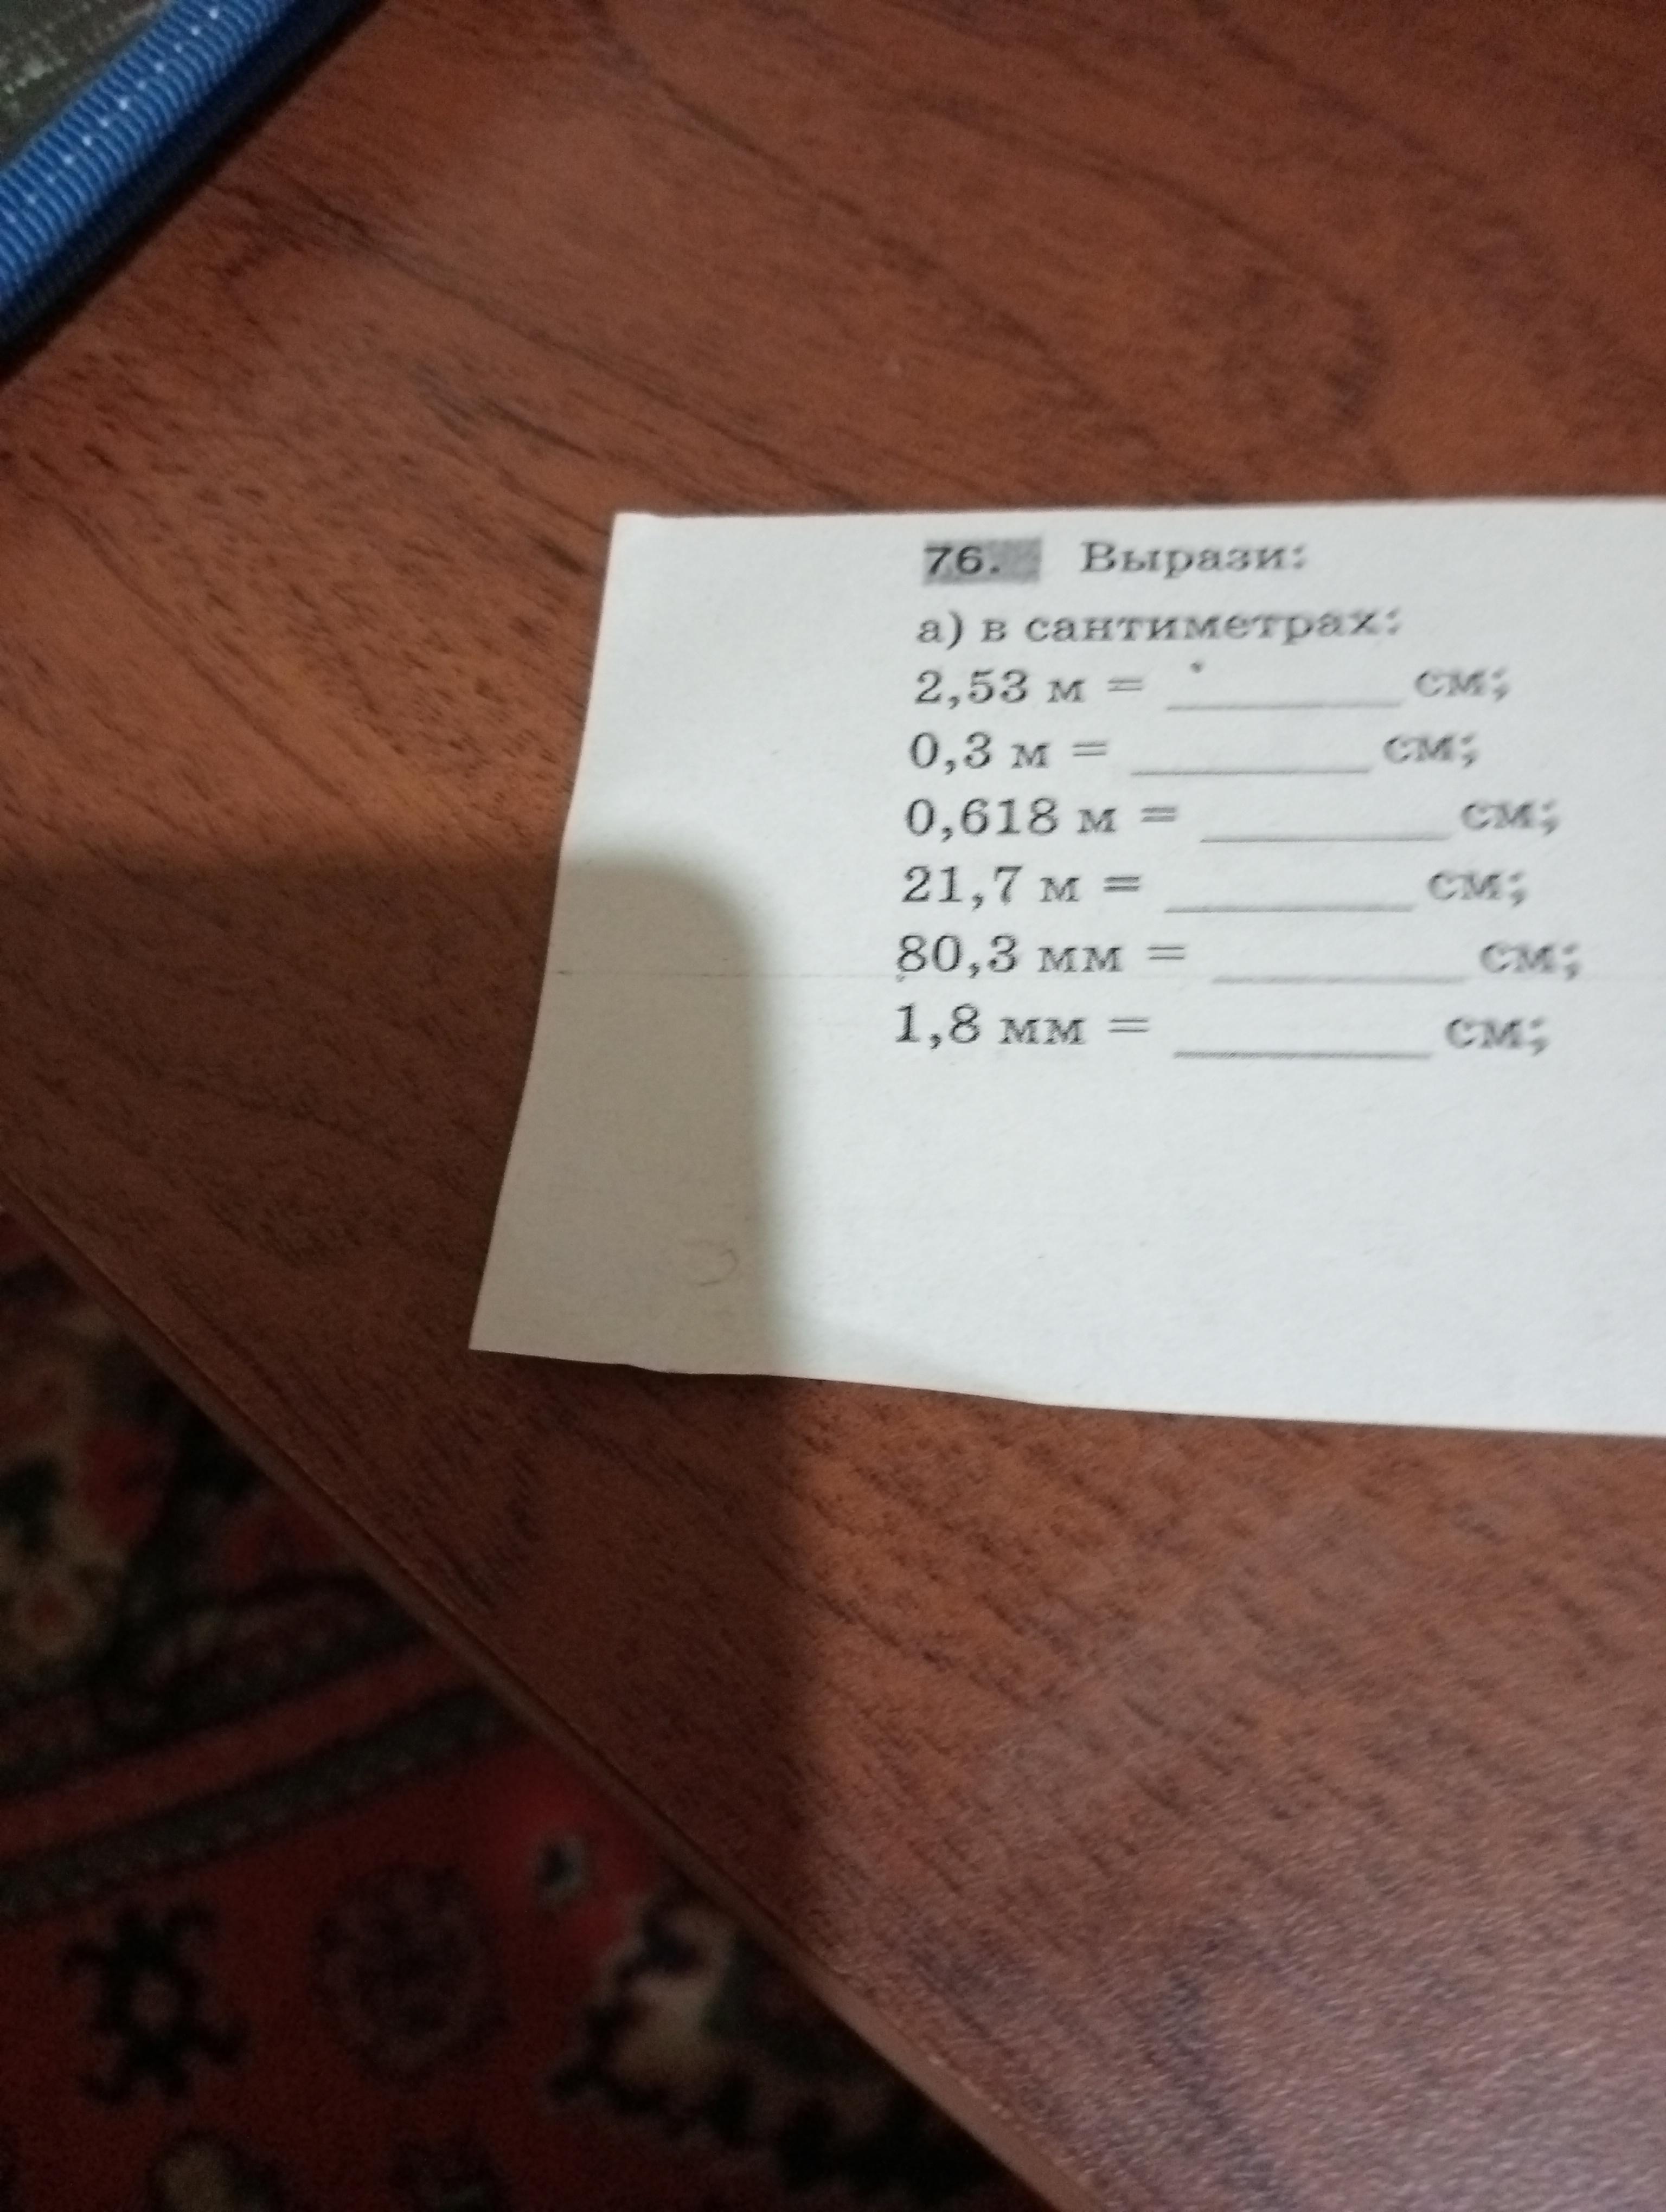 76. Вырази:
а) в сантиметрах:
2,53 м = ________ см;
0,3 м = ________ см;
0,618 м = ________ см;
21,7 м = ________ см;
80,3 мм = ________ см;
1,8 мм = ________ см;